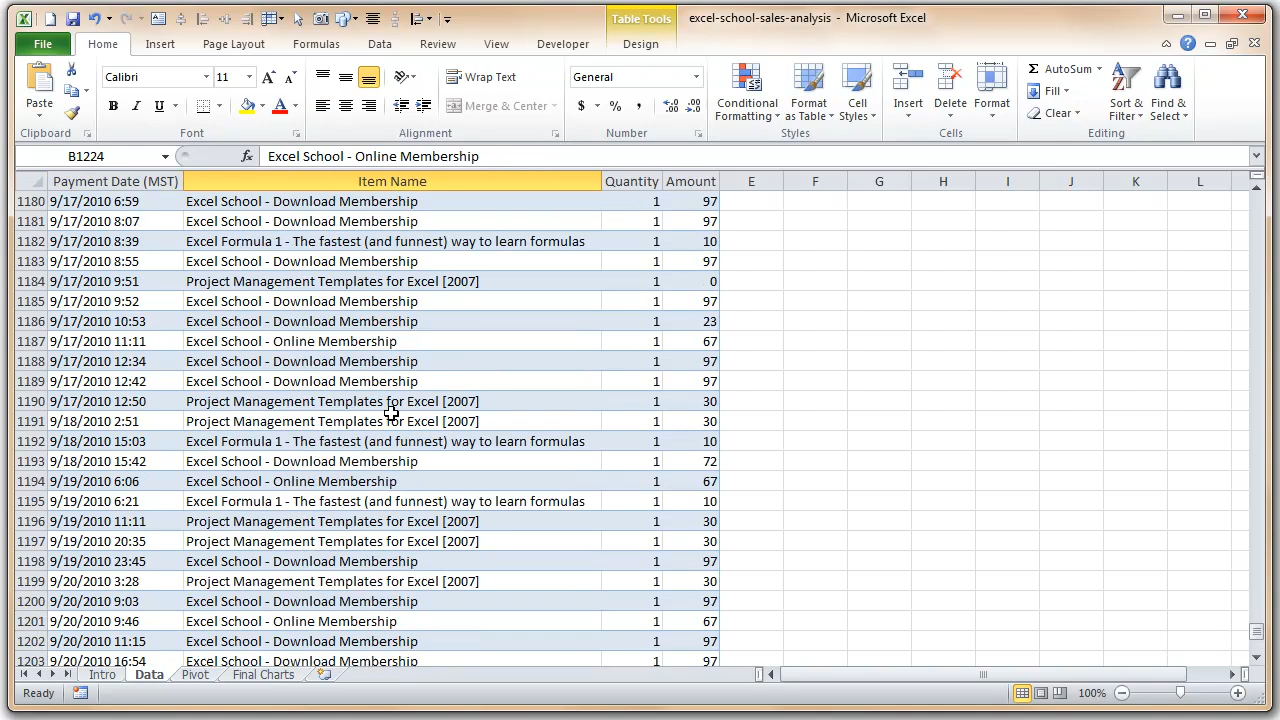 Table Tools
excel-school-sales-analysis - Microsoft Excel
File Home Insert Page Layout Formulas Data Review View Developer Design
Paste
Calibri 11
Wrap Text
General
Conditional Formatting
Format as Table
Cell Styles
Insert Delete Format
Σ AutoSum
Sort & Filter
Find & Select
B I U
Merge & Center
$ % ,
Fill
Clear
Clipboard Font Alignment Number Styles Cells Editing
B1224 fx Excel School - Online Membership
Payment Date (MST) Item Name Quantity Amount E F G H I J K L
1180 9/17/2010 6:59 Excel School - Download Membership 1 97
1181 9/17/2010 8:07 Excel School - Download Membership 1 97
1182 9/17/2010 8:39 Excel Formula 1 - The fastest (and funnest) way to learn formulas 1 10
1183 9/17/2010 8:55 Excel School - Download Membership 1 97
1184 9/17/2010 9:51 Project Management Templates for Excel [2007] 1 0
1185 9/17/2010 9:52 Excel School - Download Membership 1 97
1186 9/17/2010 10:53 Excel School - Download Membership 1 23
1187 9/17/2010 11:11 Excel School - Online Membership 1 67
1188 9/17/2010 12:34 Excel School - Download Membership 1 97
1189 9/17/2010 12:42 Excel School - Download Membership 1 97
1190 9/17/2010 12:50 Project Management Templates for Excel [2007] 1 30
1191 9/18/2010 2:51 Project Management Templates for Excel [2007] 1 30
1192 9/18/2010 15:03 Excel Formula 1 - The fastest (and funnest) way to learn formulas 1 10
1193 9/18/2010 15:42 Excel School - Download Membership 1 72
1194 9/19/2010 6:06 Excel School - Online Membership 1 67
1195 9/19/2010 6:21 Excel Formula 1 - The fastest (and funnest) way to learn formulas 1 10
1196 9/19/2010 11:11 Project Management Templates for Excel [2007] 1 30
1197 9/19/2010 20:35 Project Management Templates for Excel [2007] 1 30
1198 9/19/2010 23:45 Excel School - Download Membership 1 97
1199 9/20/2010 3:28 Project Management Templates for Excel [2007] 1 30
1200 9/20/2010 9:03 Excel School - Download Membership 1 97
1201 9/20/2010 9:46 Excel School - Online Membership 1 67
1202 9/20/2010 11:15 Excel School - Download Membership 1 97
1203 9/20/2010 16:54 Excel School - Download Membership 1 97
Intro Data Pivot Final Charts
Ready 100%